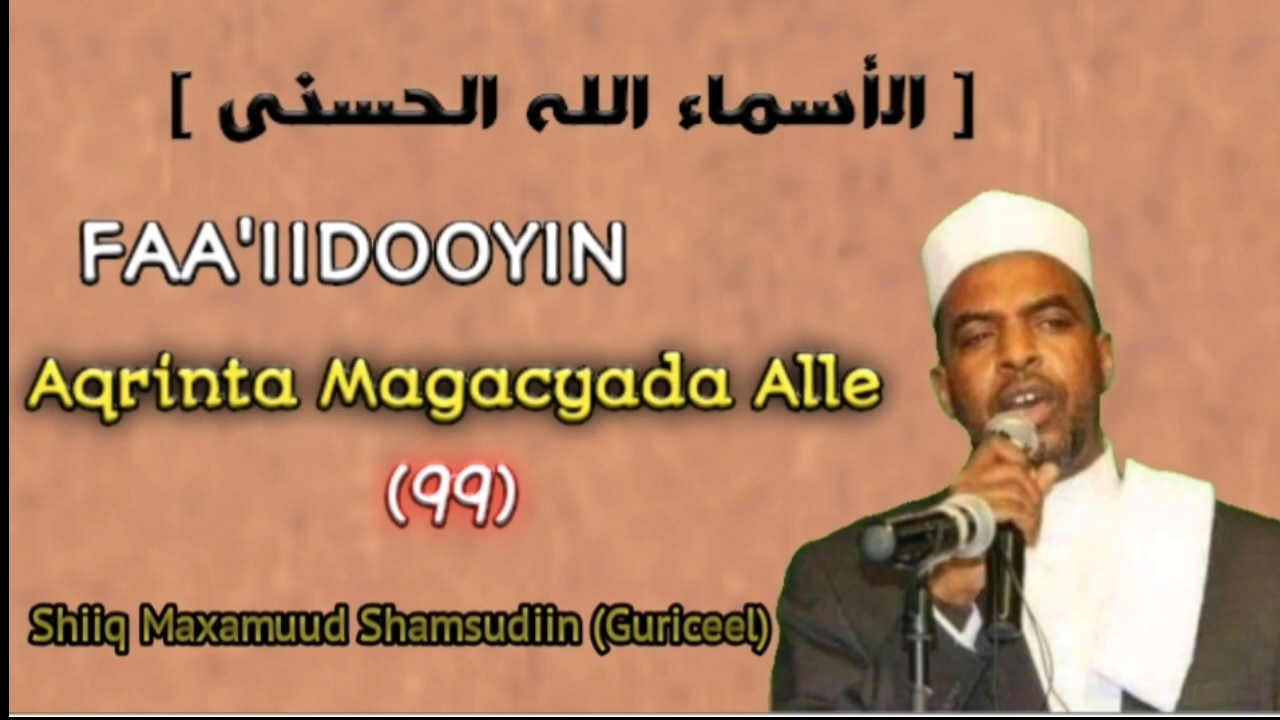 [ الأسماء الله الحسنى ]
FAA'IIDOOYIN
Aqrinta Magacyada Alle
(99)
Shiiq Maxamuud Shamsudiin (Guriceel)